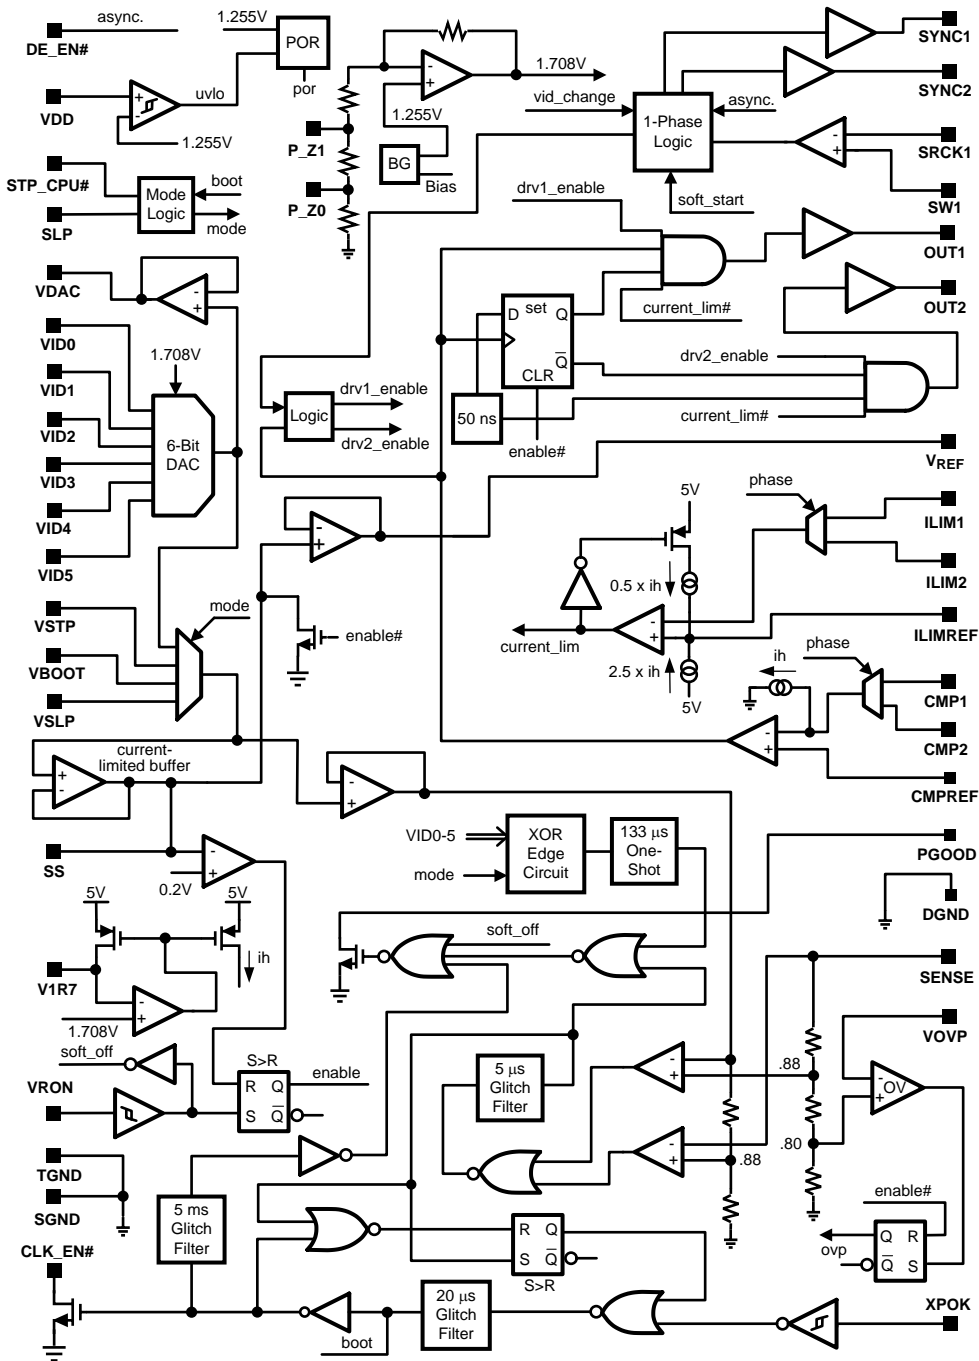 async.
1.255V
DE_EN#
POR
por
uvlo
VDD
+
-
1.255V
-
+
1.708V
1.255V
P_Z1
BG
Bias
P_Z0
SYNC1
SYNC2
vid_change
async.
1-Phase
Logic
-
+
SRCK1
SW1
soft_start
STP_CPU#
SLP
Mode
Logic
boot
mode
drv1_enable
OUT1
OUT2
current_lim#
VDAC
-
+
VID0
VID1
VID2
VID3
VID4
VID5
1.708V
6-Bit
DAC
D
set
Q
Q
CLR
50 ns
enable#
drv2_enable
current_lim#
Logic
drv1_enable
drv2_enable
VREF
phase
ILIM1
ILIM2
5V
0.5 x ih
-
+
-
+
current_lim
2.5 x ih
5V
ILIMREF
enable#
mode
VSTP
VBOOT
VSLP
ih
phase
CMP1
CMP2
-
+
CMPREF
current-
limited buffer
+
-
-
+
SS
-
+
0.2V
VID0-5
mode
XOR
Edge
Circuit
133 µs
One-
Shot
PGOOD
DGND
5V
5V
ih
V1R7
-
+
1.708V
soft_off
soft_off
SENSE
VOVP
VRON
S>R
R
Q
S
Q
enable
5 µs
Glitch
Filter
-
+
-
+
.88
.88
.80
-
+
OV
TGND
SGND
CLK_EN#
5 ms
Glitch
Filter
R
Q
S
Q
S>R
enable#
Q
R
Q
S
ovp
boot
20 µs
Glitch
Filter
XPOK